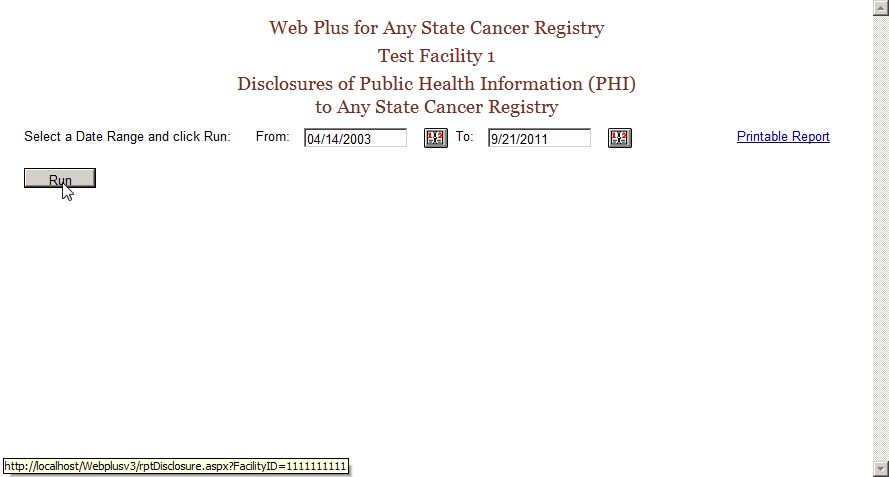 Web Plus for Any State Cancer Registry
Test Facility 1
Disclosures of Public Health Information (PHI)
to Any State Cancer Registry
Select a Date Range and click Run: From: 04/14/2003 To: 9/21/2011 Printable Report
Run
http://localhost/Webplusv3/rptDisclosure.aspx?FacilityID=1111111111